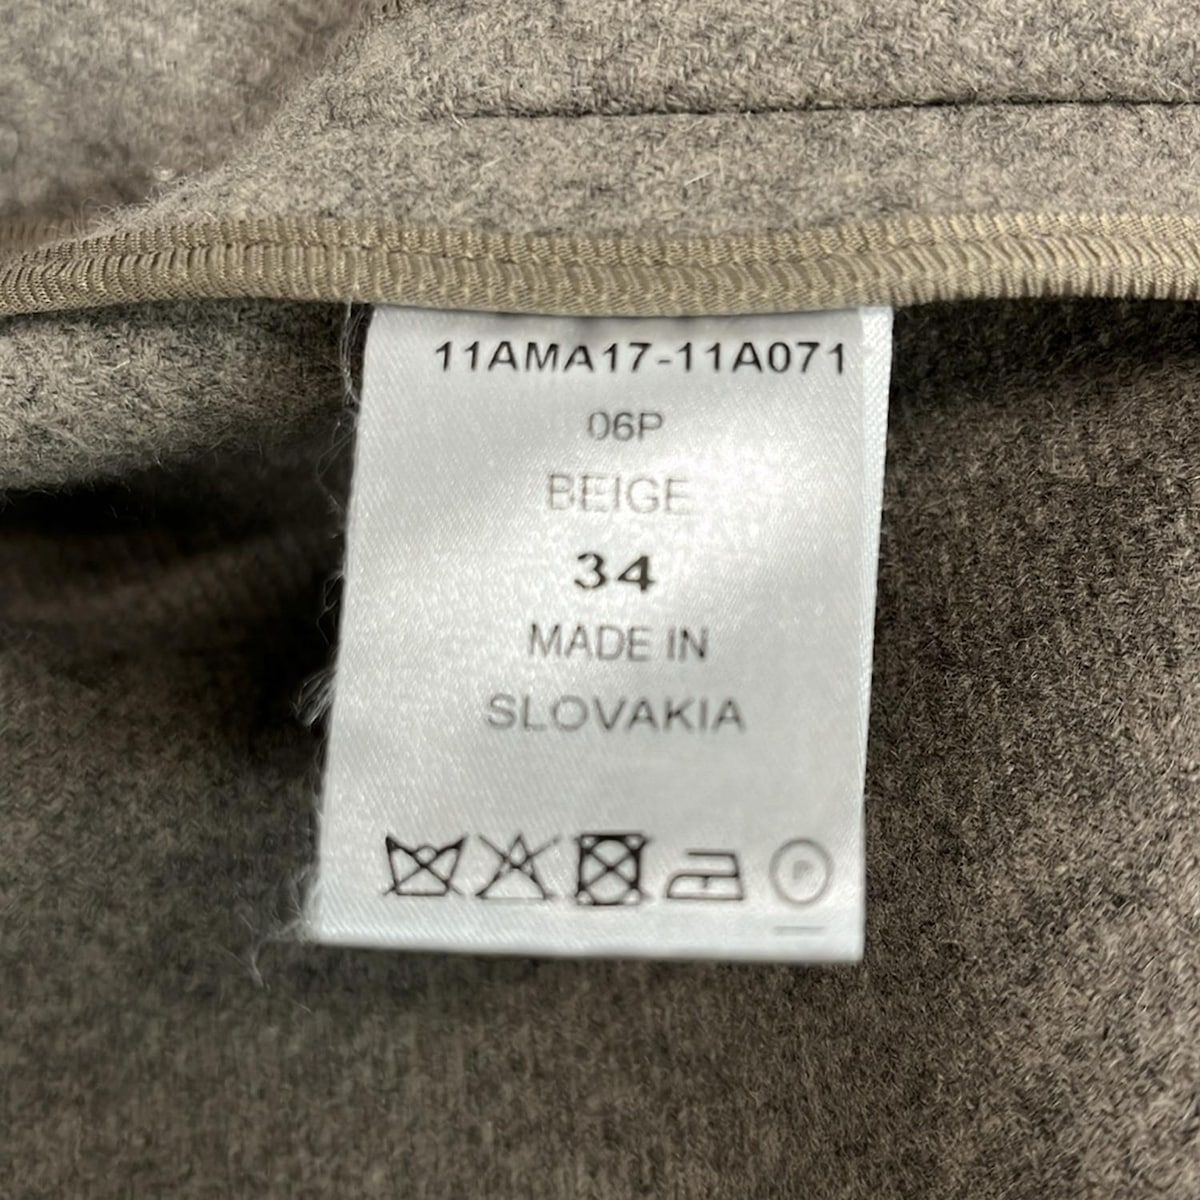 11AMA17-11A071
06P
BEIGE
34
MADE IN
SLOVAKIA
P